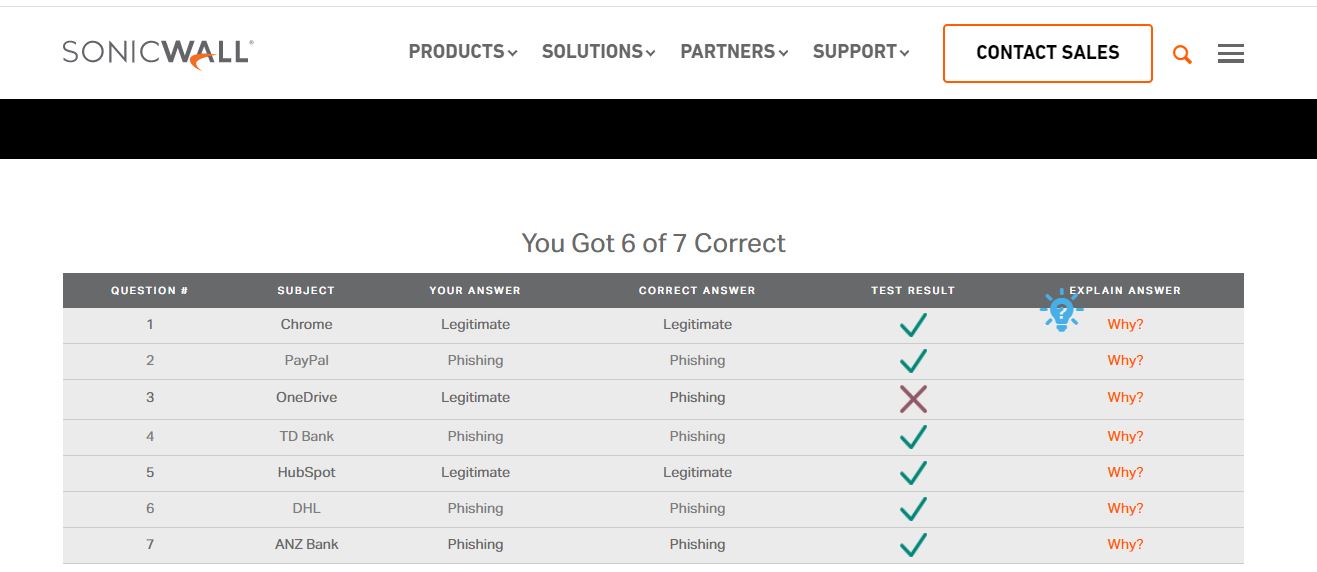 SONICWALL®
PRODUCTS SOLUTIONS PARTNERS SUPPORT CONTACT SALES
You Got 6 of 7 Correct
QUESTION # SUBJECT YOUR ANSWER CORRECT ANSWER TEST RESULT EXPLAIN ANSWER
1 Chrome Legitimate Legitimate ? Why?
2 PayPal Phishing Phishing Why?
3 OneDrive Legitimate Phishing Why?
4 TD Bank Phishing Phishing Why?
5 HubSpot Legitimate Legitimate Why?
6 DHL Phishing Phishing Why?
7 ANZ Bank Phishing Phishing Why?